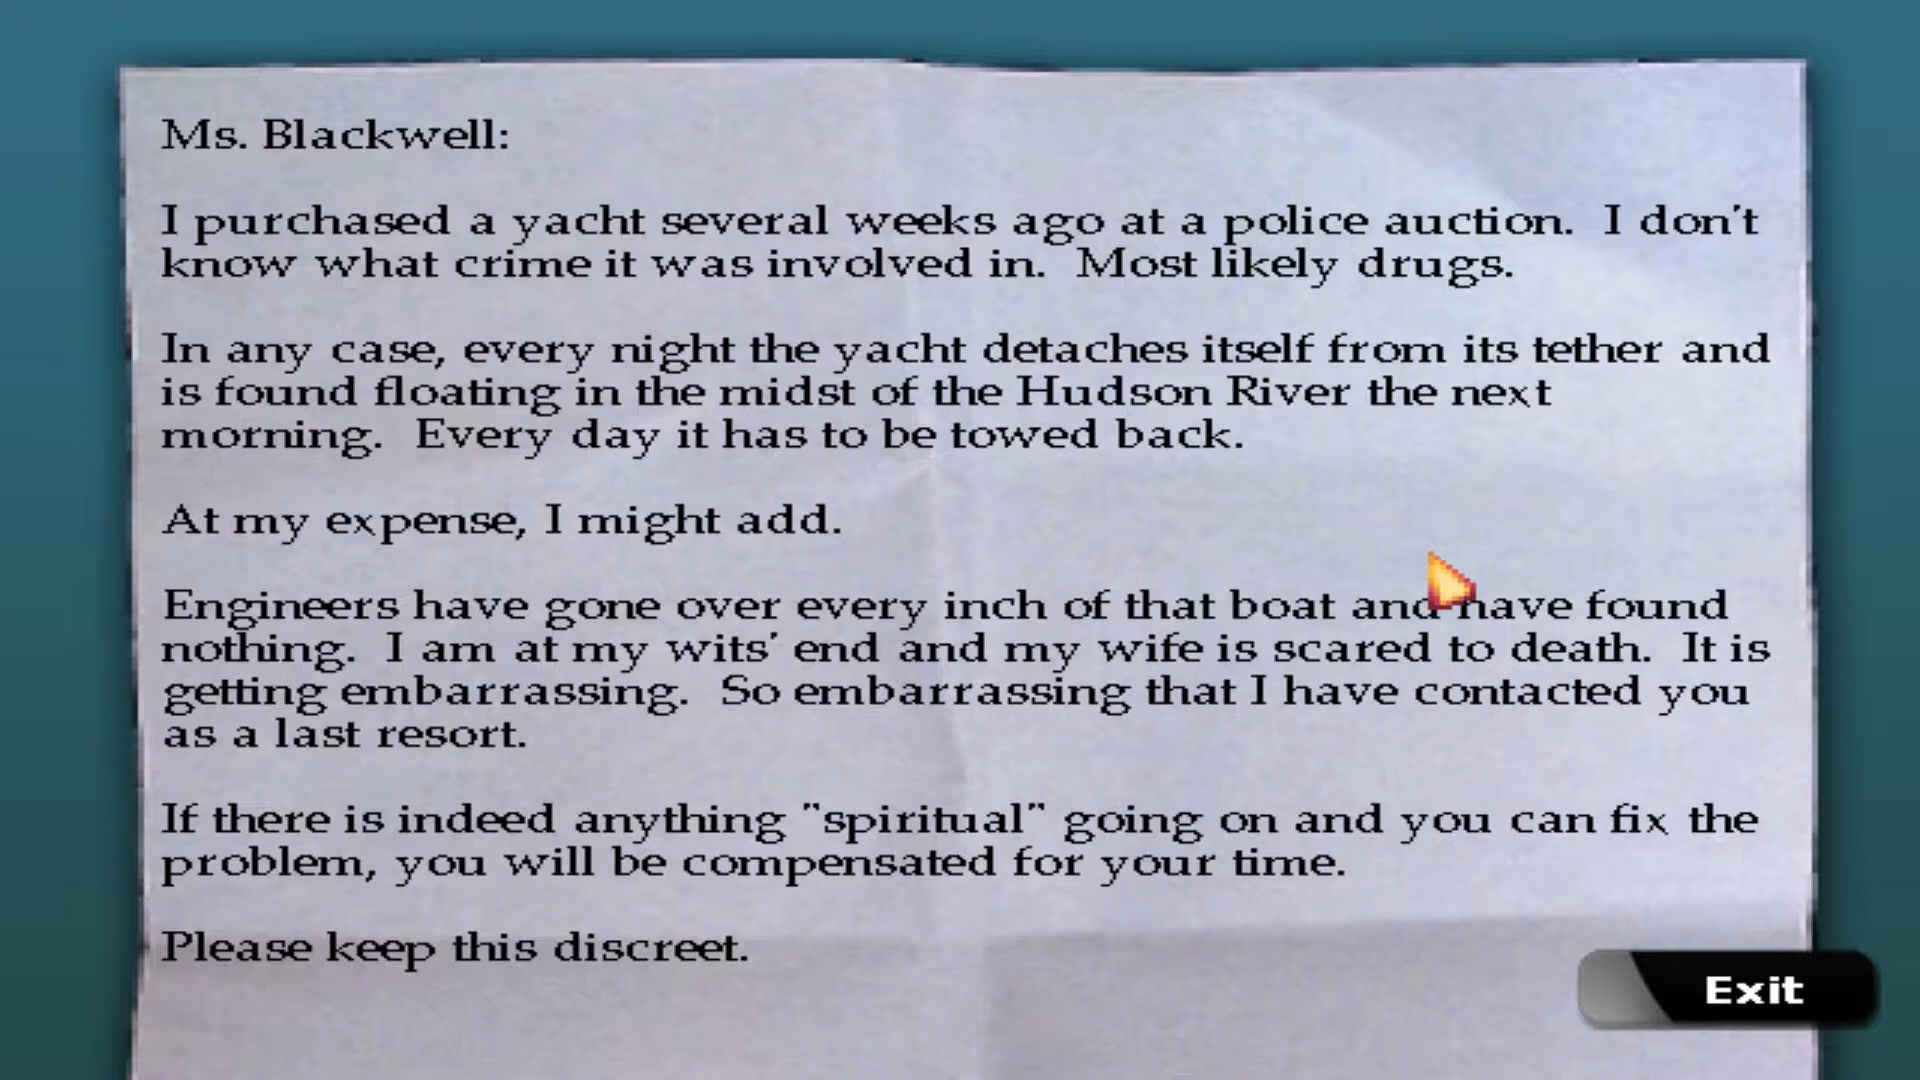 Ms. Blackwell:
I purchased a yacht several weeks ago at a police auction.  I don't
know what crime it was involved in.  Most likely drugs.
In any case, every night the yacht detaches itself from its tether and
is found floating in the midst of the Hudson River the next
morning.  Every day it has to be towed back.
At my expense, I might add.
Engineers have gone over every inch of that boat and have found
nothing.  I am at my wits' end and my wife is scared to death.  It is
getting embarrassing.  So embarrassing that I have contacted you
as a last resort.
If there is indeed anything "spiritual" going on and you can fix the
problem, you will be compensated for your time.
Please keep this discreet.
Exit